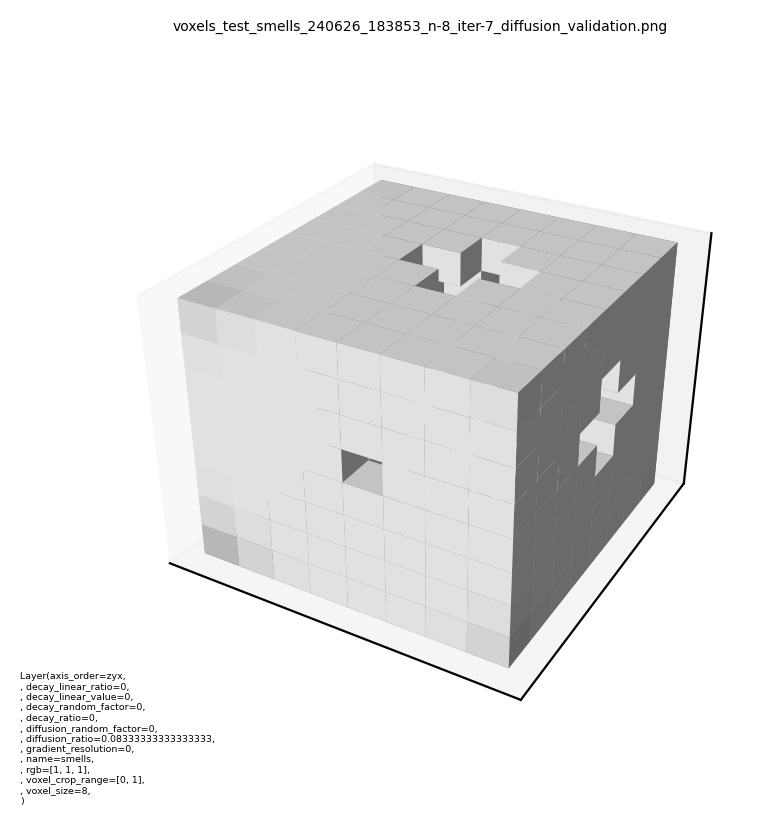 voxels_test_smells_240626_183853_n-8_iter-7_diffusion_validation.png
Layer(axis_order=zyx,
, decay_linear_ratio=0,
, decay_linear_value=0,
, decay_random_factor=0,
, decay_ratio=0,
, diffusion_random_factor=0,
, diffusion_ratio=0.08333333333333333,
, gradient_resolution=0,
, name=smells,
, rgb=[1, 1, 1],
, voxel_crop_range=[0, 1],
, voxel_size=8,
)